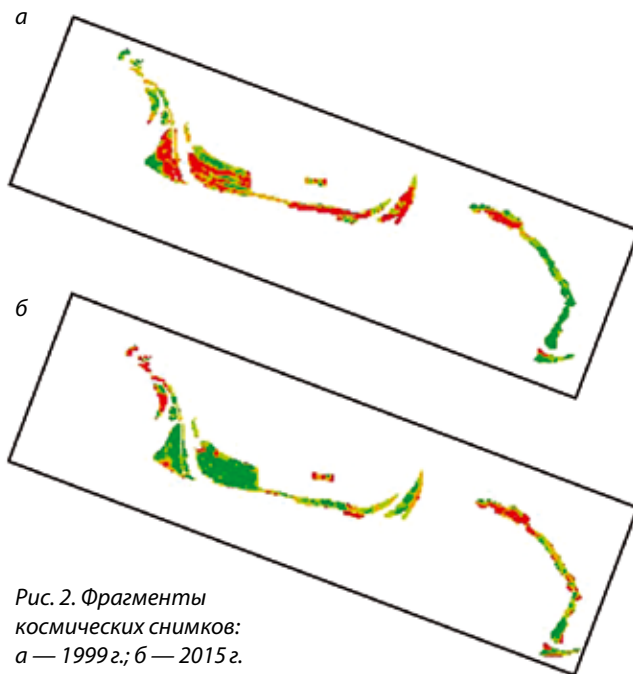 а
б
Рис. 2. Фрагменты
космических снимков:
а — 1999 г.; б — 2015 г.